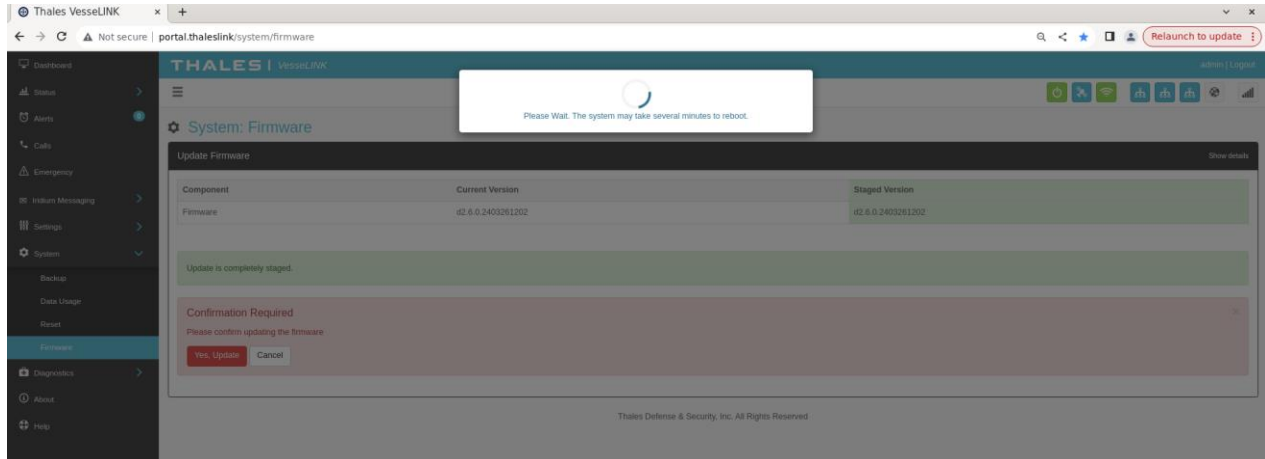 Thales VesseLINK
Not secure | portal.thaleslink/system/firmware
Relaunch to update
Dashboard
THALES | VesseLINK
admin | Logout
Status
Alerts
Please Wait. The system may take several minutes to reboot.
System: Firmware
Calls
Update Firmware
Show details
Emergency
Component Current Version Staged Version
Iridium Messaging
Firmware d2.6.0.2403261202 d2.6.0.2403261202
Settings
System
Update is completely staged.
Backup
Data Usage
Confirmation Required
Reset
Please confirm updating the firmware
Firmware
Yes, Update Cancel
Diagnostics
About
Thales Defense & Security, Inc. All Rights Reserved
Help